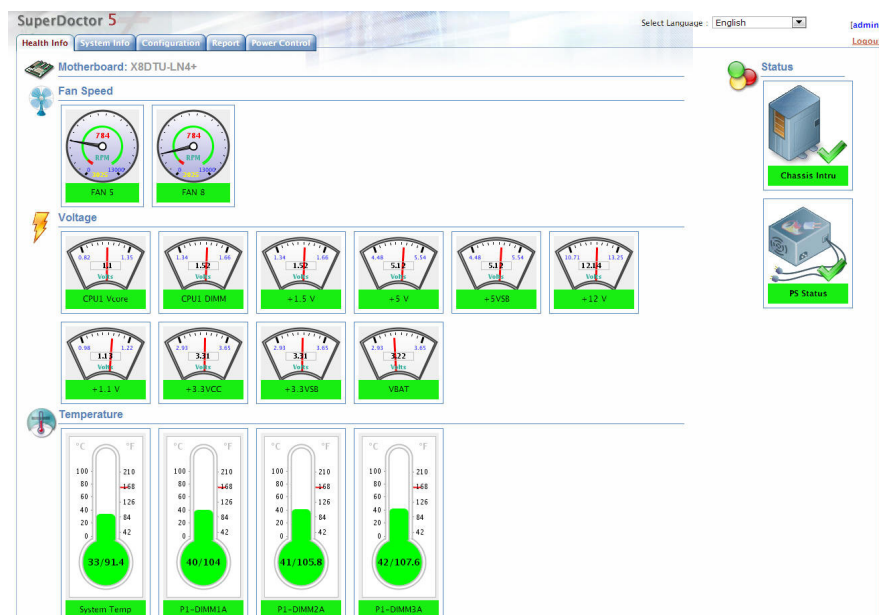 SuperDoctor 5
Select Language : English
[admin
Logou
Health Info System Info Configuration Report Power Control
Motherboard: X8DTU-LN4+
Status
Fan Speed
784 784
RPM RPM
0 13000 0 13000
FAN 5 FAN 8
Chassis Intru
Voltage
0.82 1.35 1.34 1.66 1.34 1.66 4.48 5.54 4.48 5.54 10.71 13.25
1.1 1.52 1.52 5.12 5.12
Volts Volts Volts Volts Volts Volts
CPU1 Vcore CPU1 DIMM +1.5 V +5 V +5VSB +12 V
PS Status
0.98 1.22 2.93 3.65 2.93 3.65 2.93 3.65
3.31 3.31 3.22
Volts Volts Volts Volts
+1.1 V +3.3VCC +3.3VSB VBAT
Temperature
°C °F °C °F °C °F °C °F
100 210 100 210 100 210 100 210
80 168 80 168 80 168 80 168
60 126 60 126 60 126 60 126
40 84 40 84 40 84 40 84
20 42 20 42 20 42 20 42
0 0 0 0
33/91.4 40/104 41/105.8 42/107.6
System Temp P1-DIMM1A P1-DIMM2A P1-DIMM3A